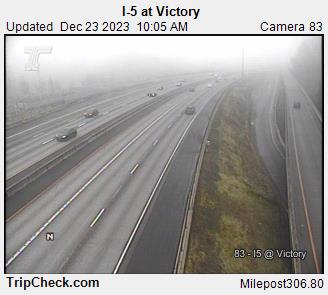 I-5 at Victory
Updated Dec 23 2023 10:05 AM Camera 83
T
N
83 - I5 @ Victory
TripCheck.com Milepost306.80